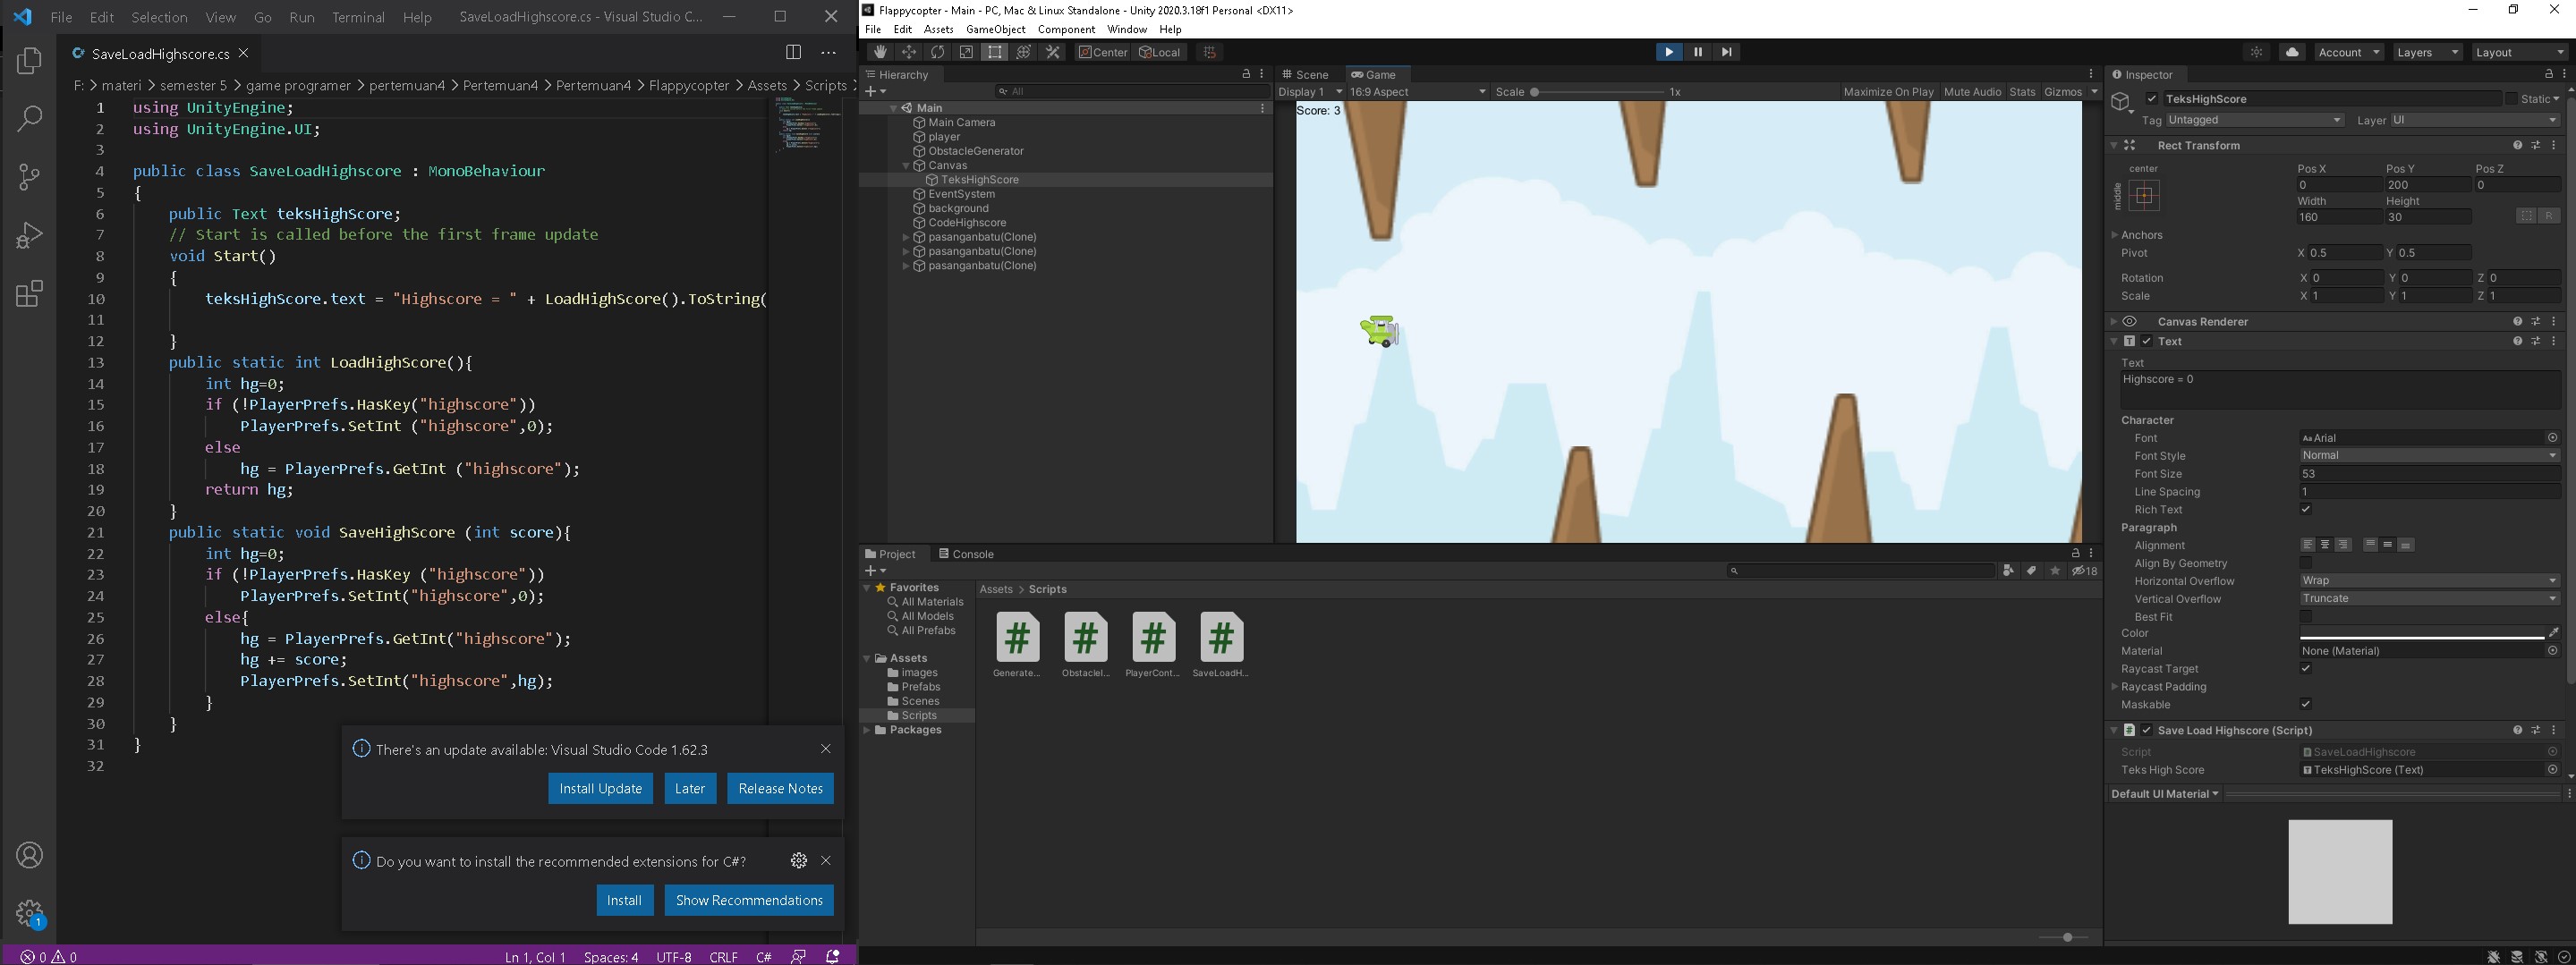 File Edit Selection View Go Run Terminal Help SaveLoadHighscore.cs - Visual Studio C...
SaveLoadHighscore.cs
F: > materi > semester 5 > game programer > pertemuan4 > Pertemuan4 > Pertemuan4 > Flappycopter > Assets > Scripts >
1 using UnityEngine;
2 using UnityEngine.UI;
3
4 public class SaveLoadHighscore : MonoBehaviour
5 {
6 public Text teksHighScore;
7 // Start is called before the first frame update
8 void Start()
9 {
10 teksHighScore.text = "Highscore = " + LoadHighScore().ToString(
11
12 }
13 public static int LoadHighScore(){
14 int hg=0;
15 if (!PlayerPrefs.HasKey("highscore"))
16 PlayerPrefs.SetInt ("highscore",0);
17 else
18 hg = PlayerPrefs.GetInt ("highscore");
19 return hg;
20 }
21 public static void SaveHighScore (int score){
22 int hg=0;
23 if (!PlayerPrefs.HasKey ("highscore"))
24 PlayerPrefs.SetInt("highscore",0);
25 else{
26 hg = PlayerPrefs.GetInt("highscore");
27 hg += score;
28 PlayerPrefs.SetInt("highscore",hg);
29 }
30 }
31 }
32
There's an update available: Visual Studio Code 1.62.3
Install Update Later Release Notes
Do you want to install the recommended extensions for C#?
Install Show Recommendations
1
0 0 Ln 1, Col 1 Spaces: 4 UTF-8 CRLF C#
Flappycopter - Main - PC, Mac & Linux Standalone - Unity 2020.3.18f1 Personal <DX11>
File Edit Assets GameObject Component Window Help
Center Local Account Layers Layout
Hierarchy
All
Main
Main Camera
player
ObstacleGenerator
Canvas
TeksHighScore
EventSystem
background
CodeHighscore
pasanganbatu(Clone)
pasanganbatu(Clone)
pasanganbatu(Clone)
Scene Game
Display 1 16:9 Aspect Scale 1x Maximize On Play Mute Audio Stats Gizmos
Score: 3
Project Console
18
Favorites
All Materials
All Models
All Prefabs
Assets
images
Prefabs
Scenes
Scripts
Packages
Assets > Scripts
Generate... ObstacleI... PlayerCont... SaveLoadH...
Inspector
TeksHighScore Static
Tag Untagged Layer UI
Rect Transform
center Pos X Pos Y Pos Z
middle 0 200 0
Width Height
160 30
R
Anchors
Pivot X 0.5 Y 0.5
Rotation X 0 Y 0 Z 0
Scale X 1 Y 1 Z 1
Canvas Renderer
Text
Text
Highscore = 0
Character
Font Arial
Font Style Normal
Font Size 53
Line Spacing 1
Rich Text
Paragraph
Alignment
Align By Geometry
Horizontal Overflow Wrap
Vertical Overflow Truncate
Best Fit
Color
Material None (Material)
Raycast Target
Raycast Padding
Maskable
Save Load Highscore (Script)
Script SaveLoadHighscore
Teks High Score TeksHighScore (Text)
Default UI Material